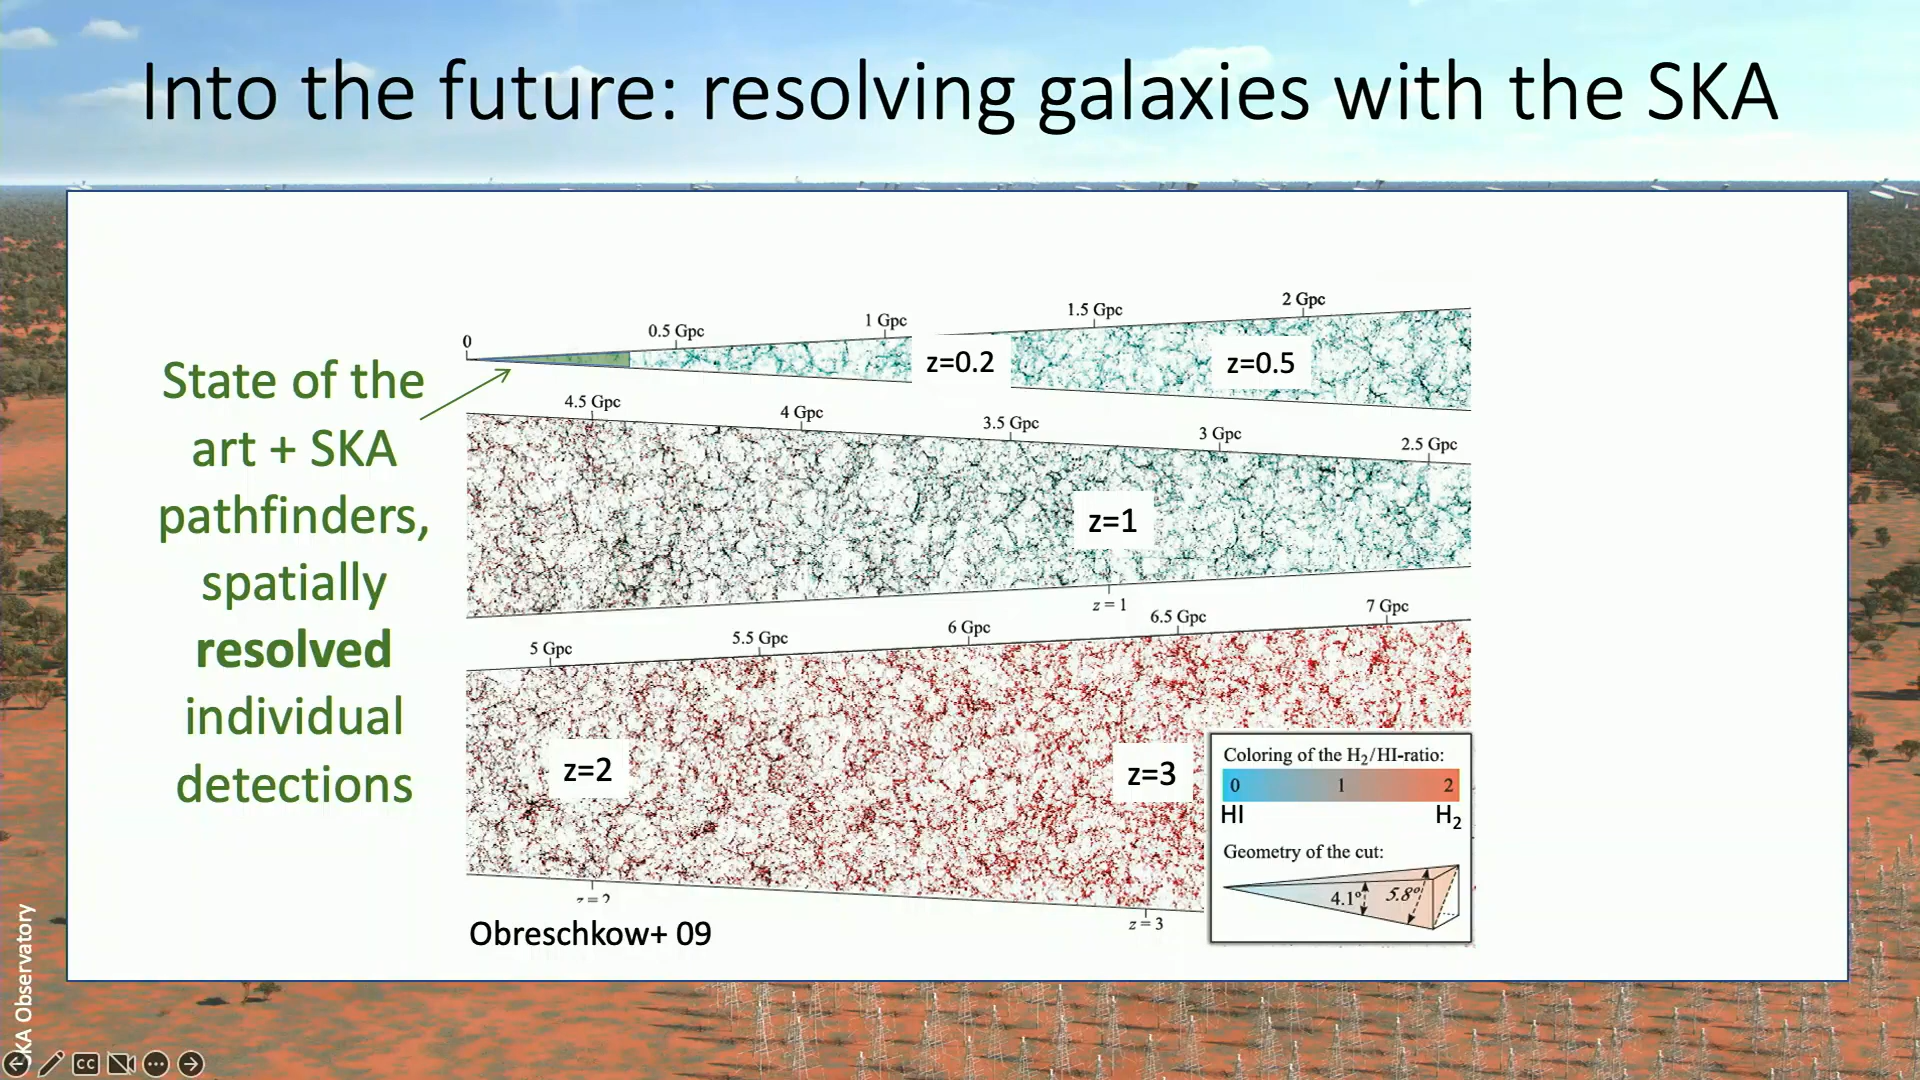 Into the future: resolving galaxies with the SKA
State of the
art + SKA
pathfinders,
spatially
resolved
individual
detections
0
0.5 Gpc
1 Gpc
1.5 Gpc
2 Gpc
z=0.2
z=0.5
4.5 Gpc
4 Gpc
3.5 Gpc
3 Gpc
2.5 Gpc
z=1
z = 1
5 Gpc
5.5 Gpc
6 Gpc
6.5 Gpc
7 Gpc
z=2
z=3
z = 2
z = 3
Coloring of the H₂/HI-ratio:
0 1 2
HI H₂
Geometry of the cut:
4.1° 5.8°
Obreschkow+ 09
SKA Observatory
CC